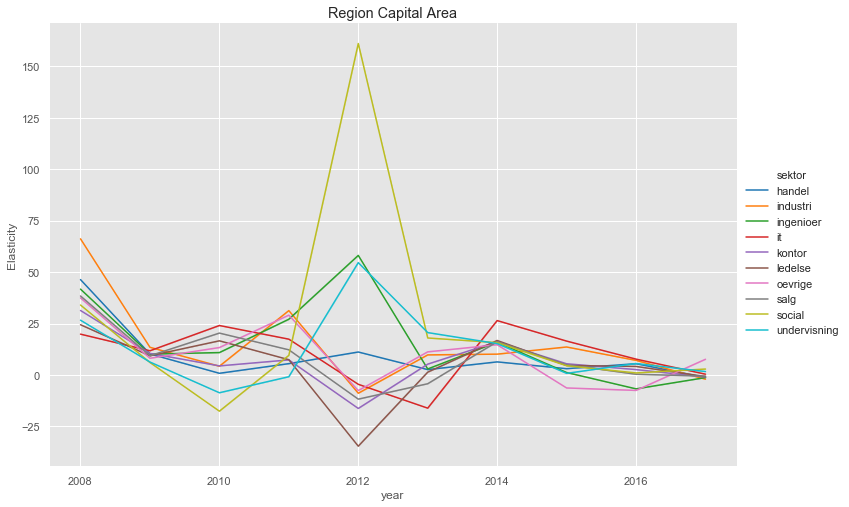 Region Capital Area
150
125
100
75
50
25
0
−25
Elasticity
2008
2010
2012
2014
2016
year
sektor
handel
industri
ingenioer
it
kontor
ledelse
oevrige
salg
social
undervisning